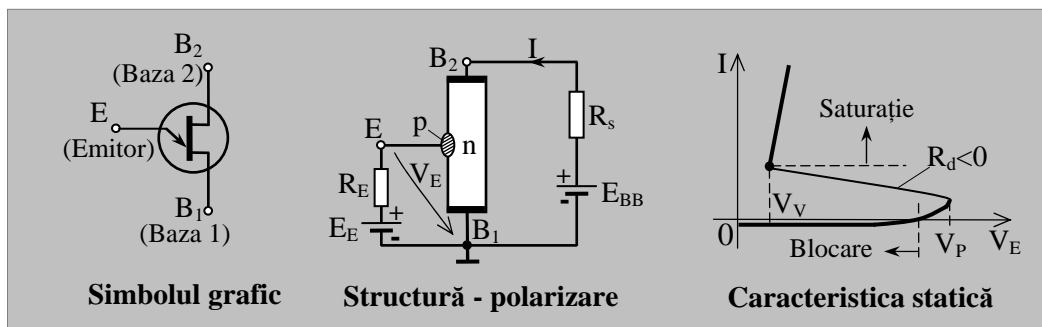 B2
(Baza 2)
E
(Emitor)
B1
(Baza 1)
Simbolul grafic
B2
I
p
n
E
Rs
RE
VE
+
EBB
-
EE
+
-
B1
Structură - polarizare
I
Saturație
Rd<0
VV
0
Blocare
VP
VE
Caracteristica statică